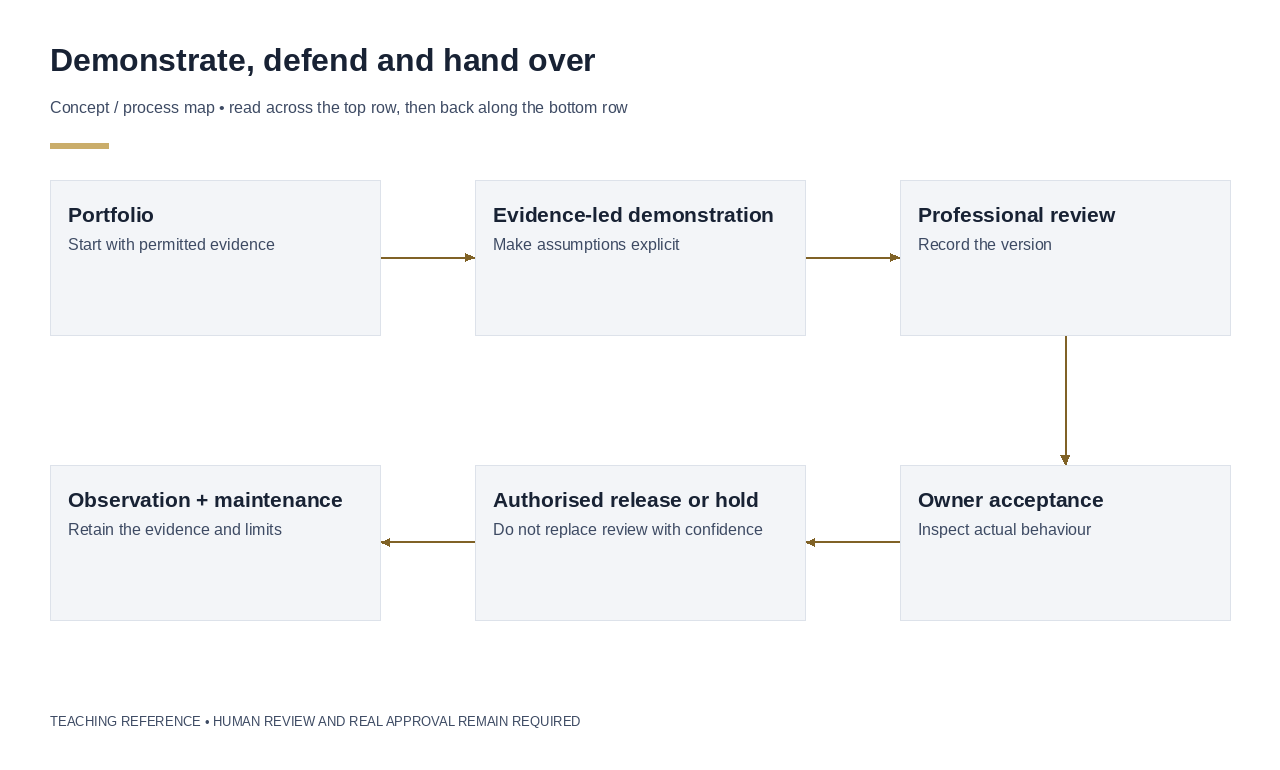 Demonstrate, defend and hand over
Concept / process map • read across the top row, then back along the bottom row
Portfolio
Start with permitted evidence
Evidence-led demonstration
Make assumptions explicit
Professional review
Record the version
Owner acceptance
Inspect actual behaviour
Authorised release or hold
Do not replace review with confidence
Observation + maintenance
Retain the evidence and limits
TEACHING REFERENCE • HUMAN REVIEW AND REAL APPROVAL REMAIN REQUIRED